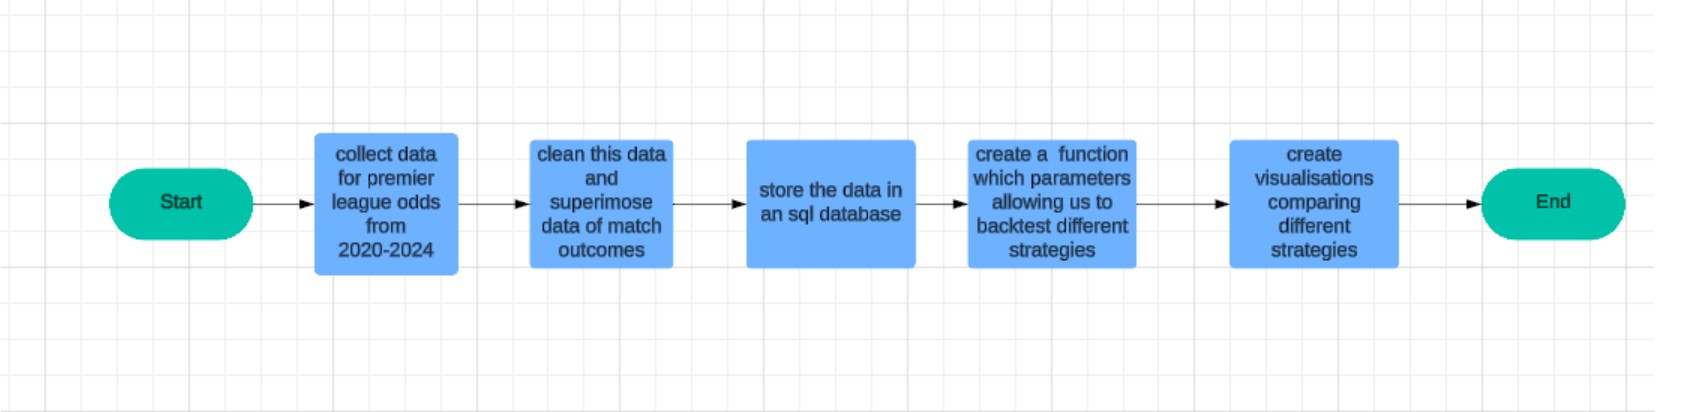 Start
collect data
for premier
league odds
from
2020-2024
clean this data
and
superimose
data of match
outcomes
store the data in
an sql database
create a  function
which parameters
allowing us to
backtest different
strategies
create
visualisations
comparing
different
strategies
End